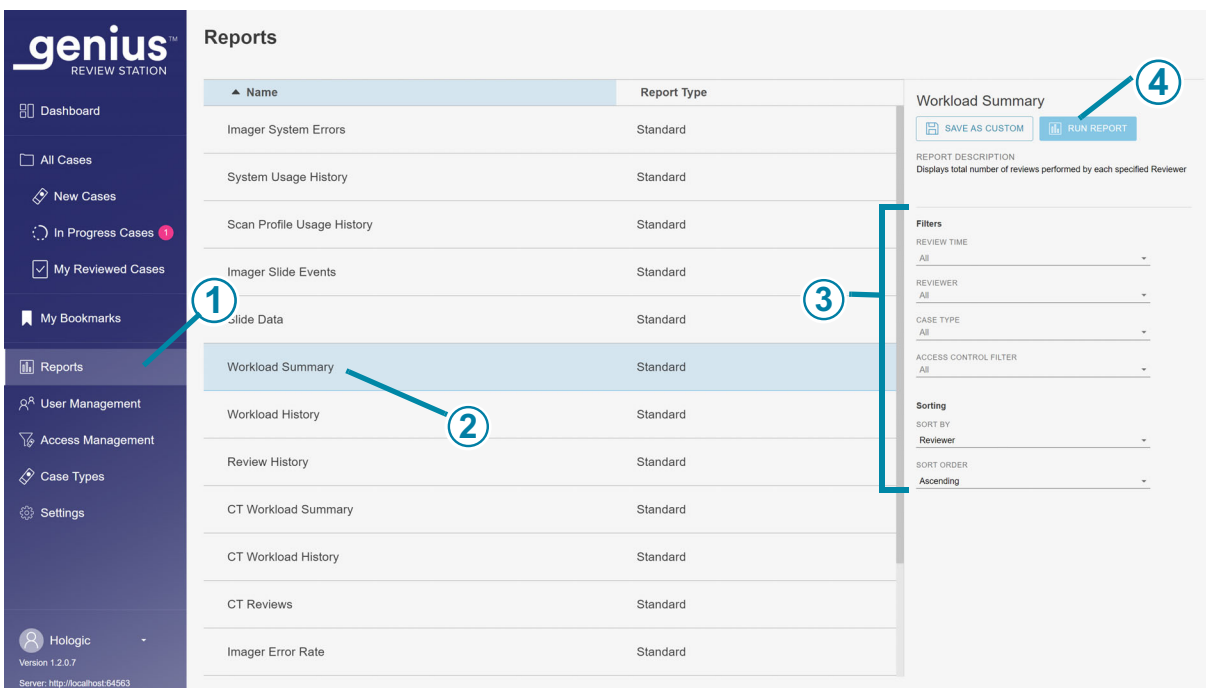 genius™
REVIEW STATION
Dashboard
All Cases
New Cases
In Progress Cases 1
My Reviewed Cases
My Bookmarks
Reports
User Management
Access Management
Case Types
Settings
Hologic
Version 1.2.0.7
Server: http://localhost:64563
Reports
Name Report Type
Imager System Errors Standard
System Usage History Standard
Scan Profile Usage History Standard
Imager Slide Events Standard
Slide Data Standard
Workload Summary Standard
Workload History Standard
Review History Standard
CT Workload Summary Standard
CT Workload History Standard
CT Reviews Standard
Imager Error Rate Standard
Workload Summary
SAVE AS CUSTOM RUN REPORT
REPORT DESCRIPTION
Displays total number of reviews performed by each specified Reviewer
Filters
REVIEW TIME
All
REVIEWER
All
CASE TYPE
All
ACCESS CONTROL FILTER
All
Sorting
SORT BY
Reviewer
SORT ORDER
Ascending
1
2
3
4